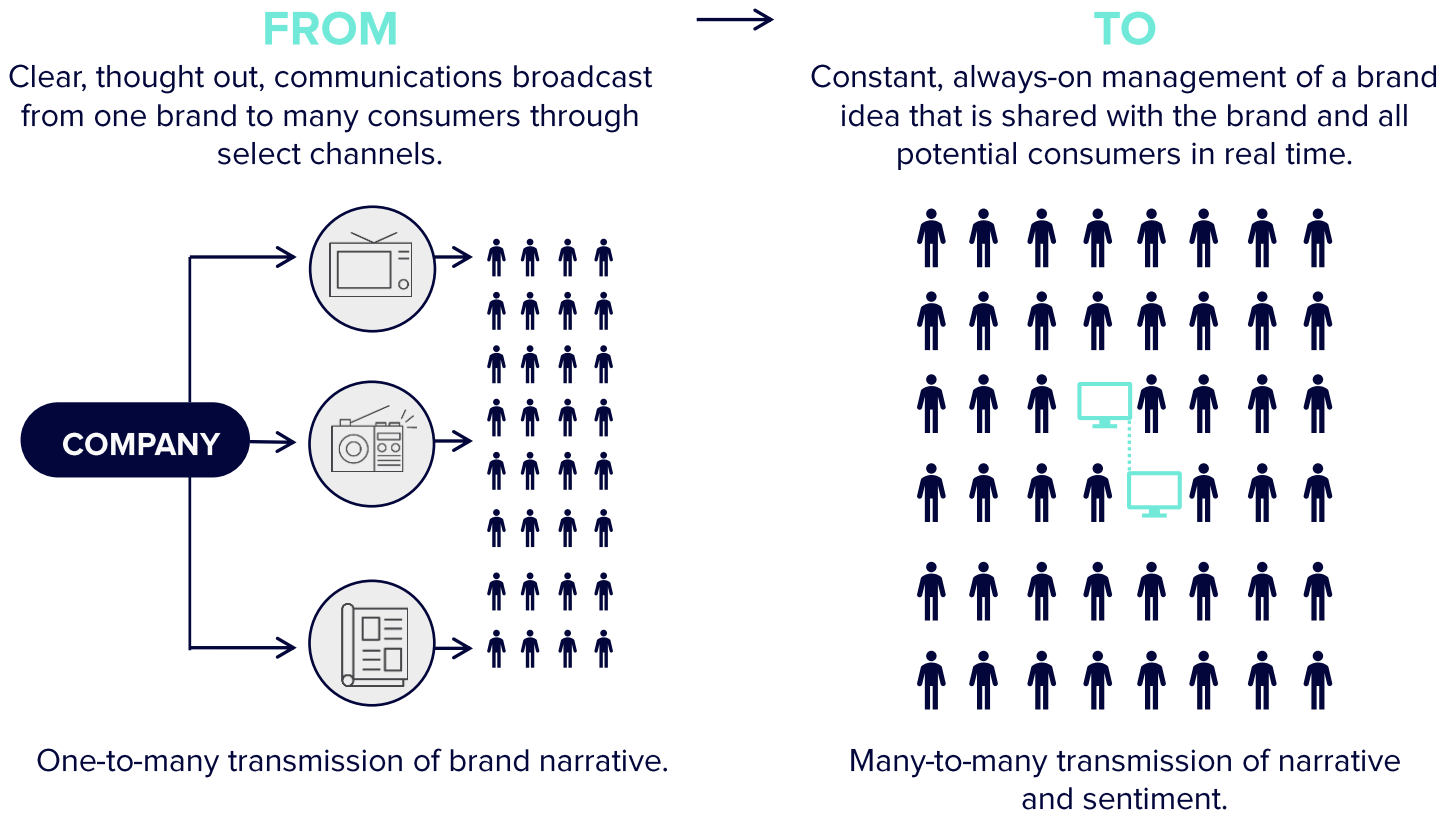 FROM
Clear, thought out, communications broadcast
from one brand to many consumers through
select channels.
COMPANY
One-to-many transmission of brand narrative.
TO
Constant, always-on management of a brand
idea that is shared with the brand and all
potential consumers in real time.
Many-to-many transmission of narrative
and sentiment.